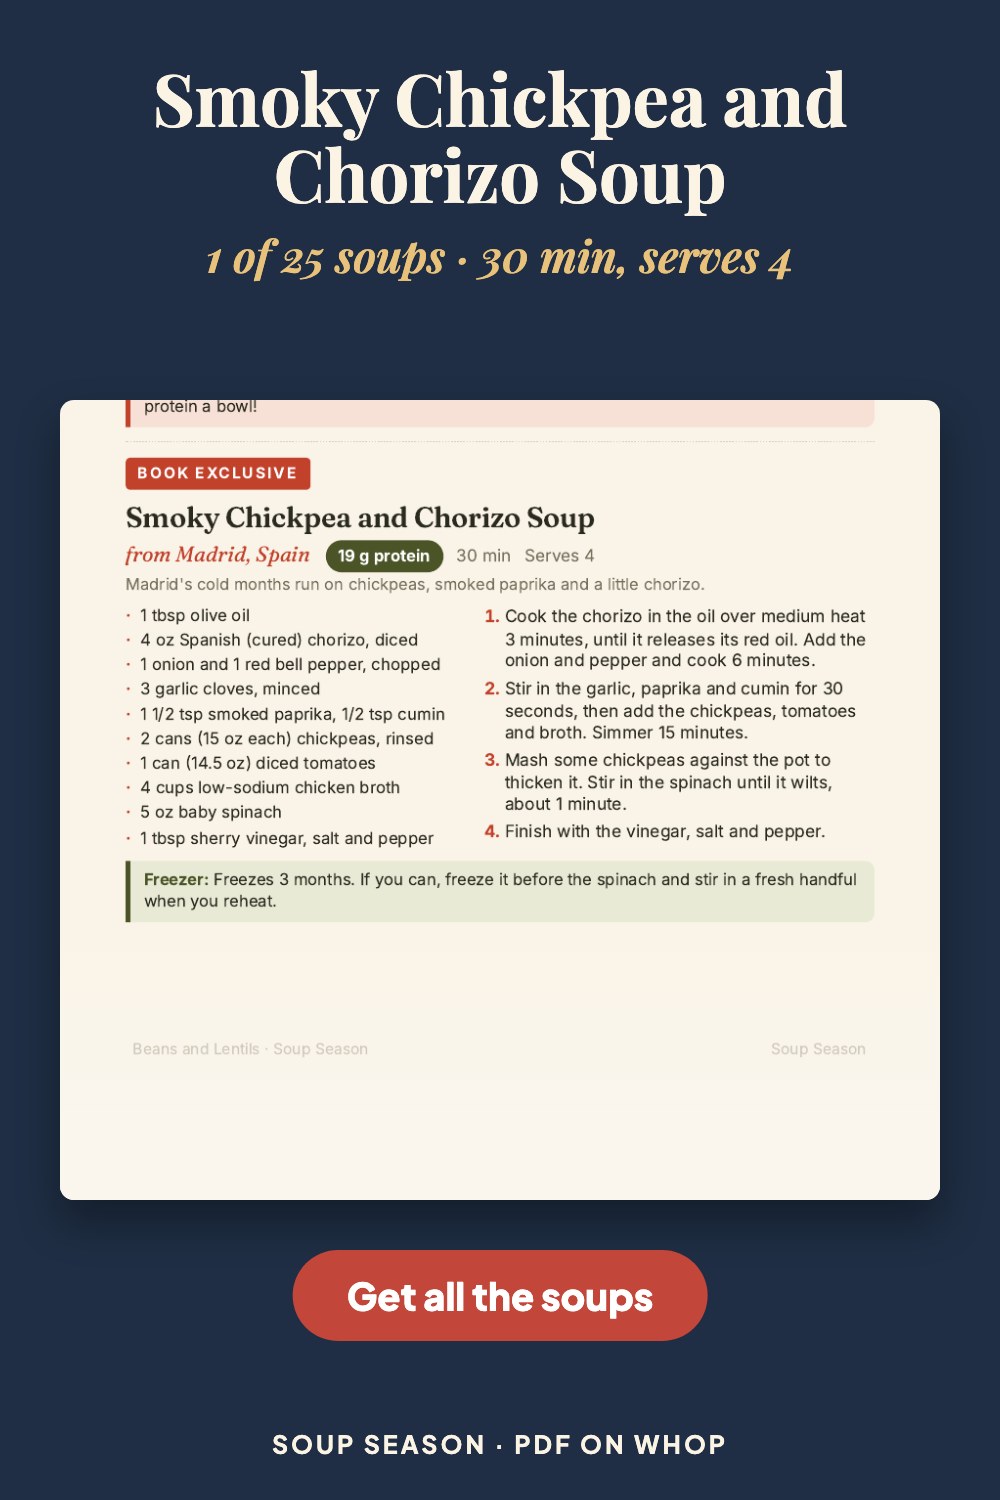 Smoky Chickpea and
Chorizo Soup
1 of 25 soups · 30 min, serves 4
protein a bowl!
BOOK EXCLUSIVE
Smoky Chickpea and Chorizo Soup
from Madrid, Spain 19 g protein 30 min Serves 4
Madrid's cold months run on chickpeas, smoked paprika and a little chorizo.
· 1 tbsp olive oil
· 4 oz Spanish (cured) chorizo, diced
· 1 onion and 1 red bell pepper, chopped
· 3 garlic cloves, minced
· 1 1/2 tsp smoked paprika, 1/2 tsp cumin
· 2 cans (15 oz each) chickpeas, rinsed
· 1 can (14.5 oz) diced tomatoes
· 4 cups low-sodium chicken broth
· 5 oz baby spinach
· 1 tbsp sherry vinegar, salt and pepper
1. Cook the chorizo in the oil over medium heat
3 minutes, until it releases its red oil. Add the
onion and pepper and cook 6 minutes.
2. Stir in the garlic, paprika and cumin for 30
seconds, then add the chickpeas, tomatoes
and broth. Simmer 15 minutes.
3. Mash some chickpeas against the pot to
thicken it. Stir in the spinach until it wilts,
about 1 minute.
4. Finish with the vinegar, salt and pepper.
Freezer: Freezes 3 months. If you can, freeze it before the spinach and stir in a fresh handful
when you reheat.
Beans and Lentils · Soup Season
Soup Season
Get all the soups
SOUP SEASON · PDF ON WHOP